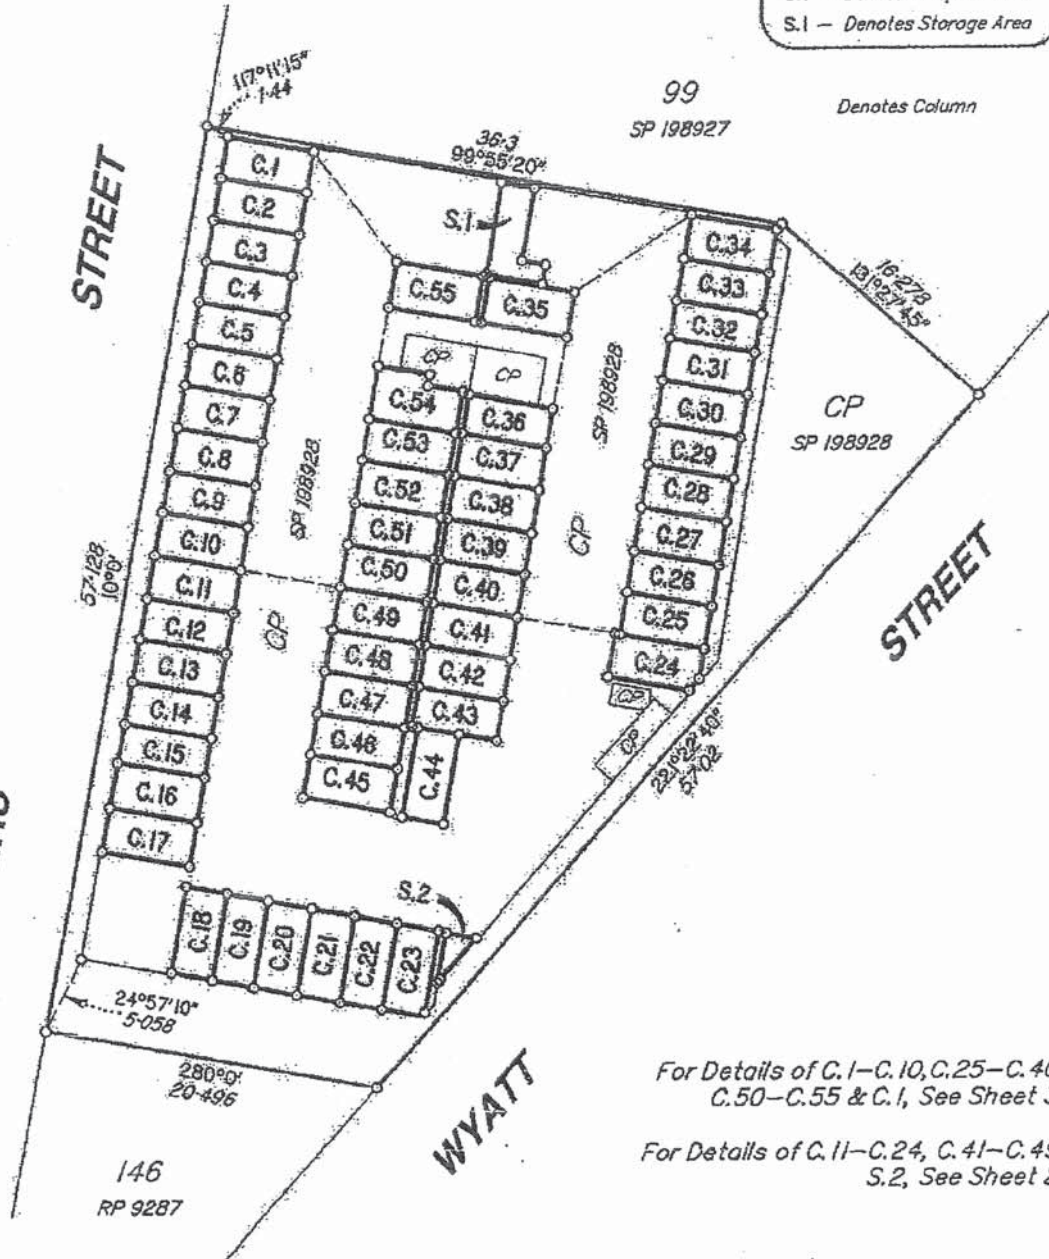 S.1 — Denotes Storage Area
117°11'15"
1·44
99
SP 198927
Denotes Column
36·3
99°55'20"
STREET
C.1
C.2
C.3
C.4
C.5
C.6
C.7
C.8
C.9
C.10
C.11
C.12
C.13
C.14
C.15
C.16
C.17
S.1
C.55
C.35
CP
CP
C.54
C.53
C.52
C.51
C.50
C.49
C.48
C.47
C.46
C.45
C.36
C.37
C.38
C.39
C.40
C.41
C.42
C.43
C.44
C.34
C.33
C.32
C.31
C.30
C.29
C.28
C.27
C.26
C.25
C.24
SP 198928
CP
SP 198928
CP
16·278
131°27'45"
CP
SP 198928
57·128
10°0'
STREET
CP
CP
221°22'40"
57·02
S.2
C.18
C.19
C.20
C.21
C.22
C.23
24°57'10"
5·058
280°0'
20·496
WYATT
For Details of C.1–C.10, C.25–C.40
C.50–C.55 & C.1, See Sheet
For Details of C.11–C.24, C.41–C.49
S.2, See Sheet
146
RP 9287